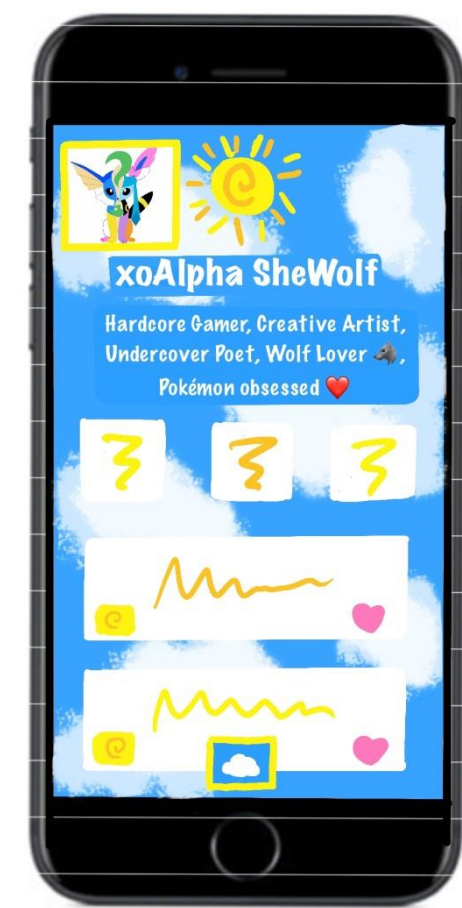 xoAlpha SheWolf
Hardcore Gamer, Creative Artist,
Undercover Poet, Wolf Lover 🐺,
Pokémon obsessed ❤️